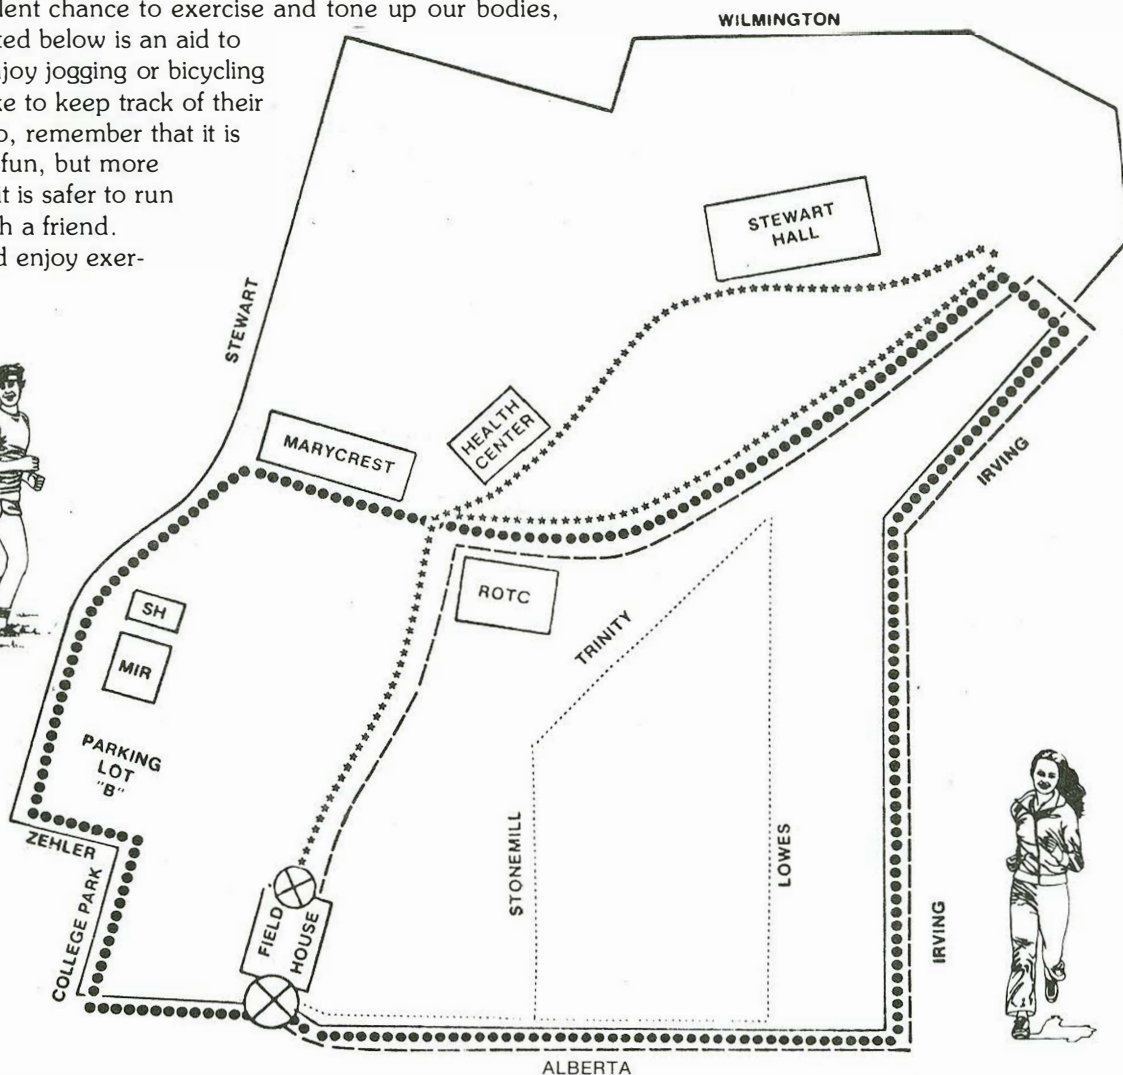 dent chance to exercise and tone up our bodies,
ted below is an aid to
joy jogging or bicycling
ke to keep track of their
o, remember that it is
fun, but more
it is safer to run
h a friend.
d enjoy exer-
WILMINGTON
STEWART
HALL
STEWART
HEALTH
CENTER
MARYCREST
IRVING
ROTC
SH
TRINITY
MIR
PARKING
LOT
"B"
ZEHLER
STONEMILL
LOWES
COLLEGE PARK
FIELD
HOUSE
IRVING
ALBERTA